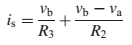 i_s = v_b/R_3 + (v_b − v_a)/R_2